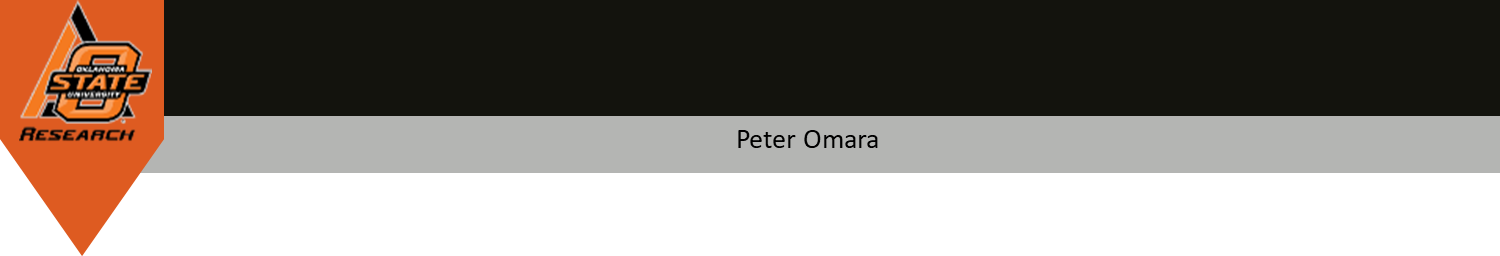 OKLAHOMA
STATE
UNIVERSITY
RESEARCH
Peter Omara